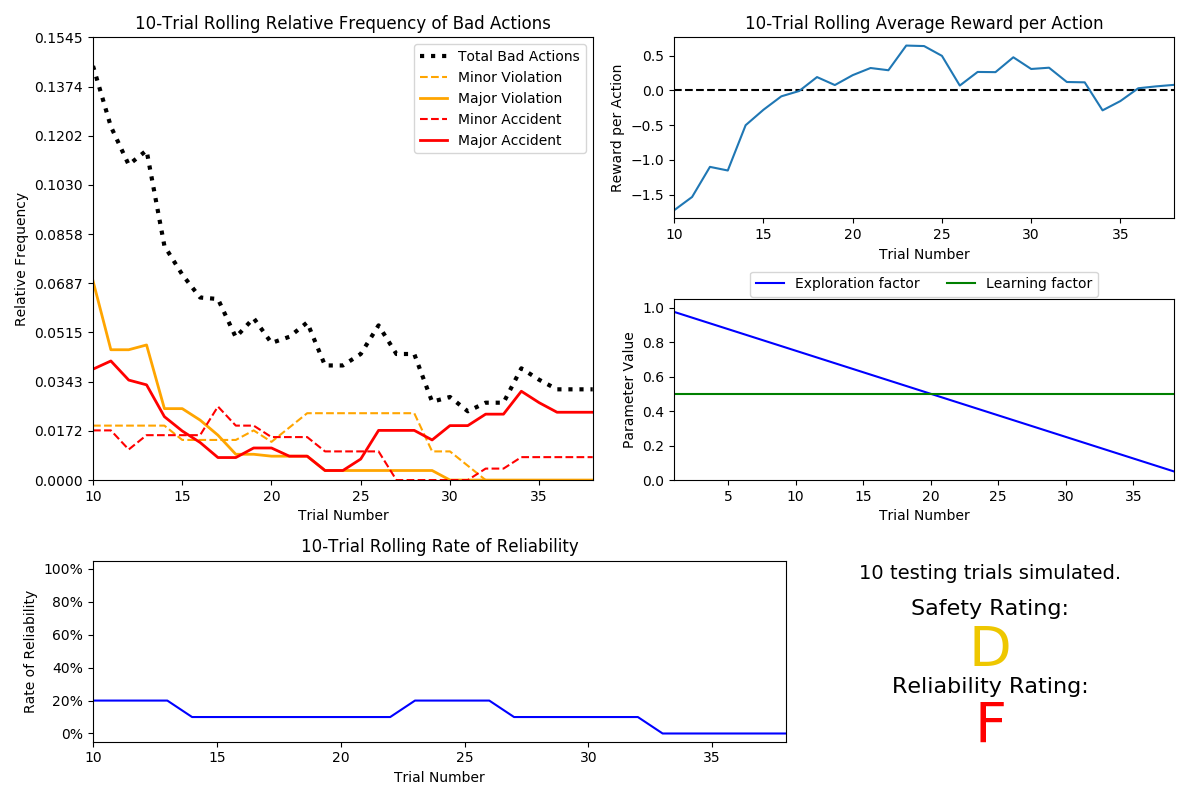 10-Trial Rolling Relative Frequency of Bad Actions
0.1545
0.1374
0.1202
0.1030
0.0858
0.0687
0.0515
0.0343
0.0172
0.0000
Relative Frequency
Total Bad Actions
Minor Violation
Major Violation
Minor Accident
Major Accident
10 15 20 25 30 35
Trial Number
10-Trial Rolling Average Reward per Action
0.5
0.0
−0.5
−1.0
−1.5
Reward per Action
10 15 20 25 30 35
Trial Number
Exploration factor Learning factor
1.0
0.8
0.6
0.4
0.2
0.0
Parameter Value
5 10 15 20 25 30 35
Trial Number
10-Trial Rolling Rate of Reliability
100%
80%
60%
40%
20%
0%
Rate of Reliability
10 15 20 25 30 35
Trial Number
10 testing trials simulated.
Safety Rating:
D
Reliability Rating:
F